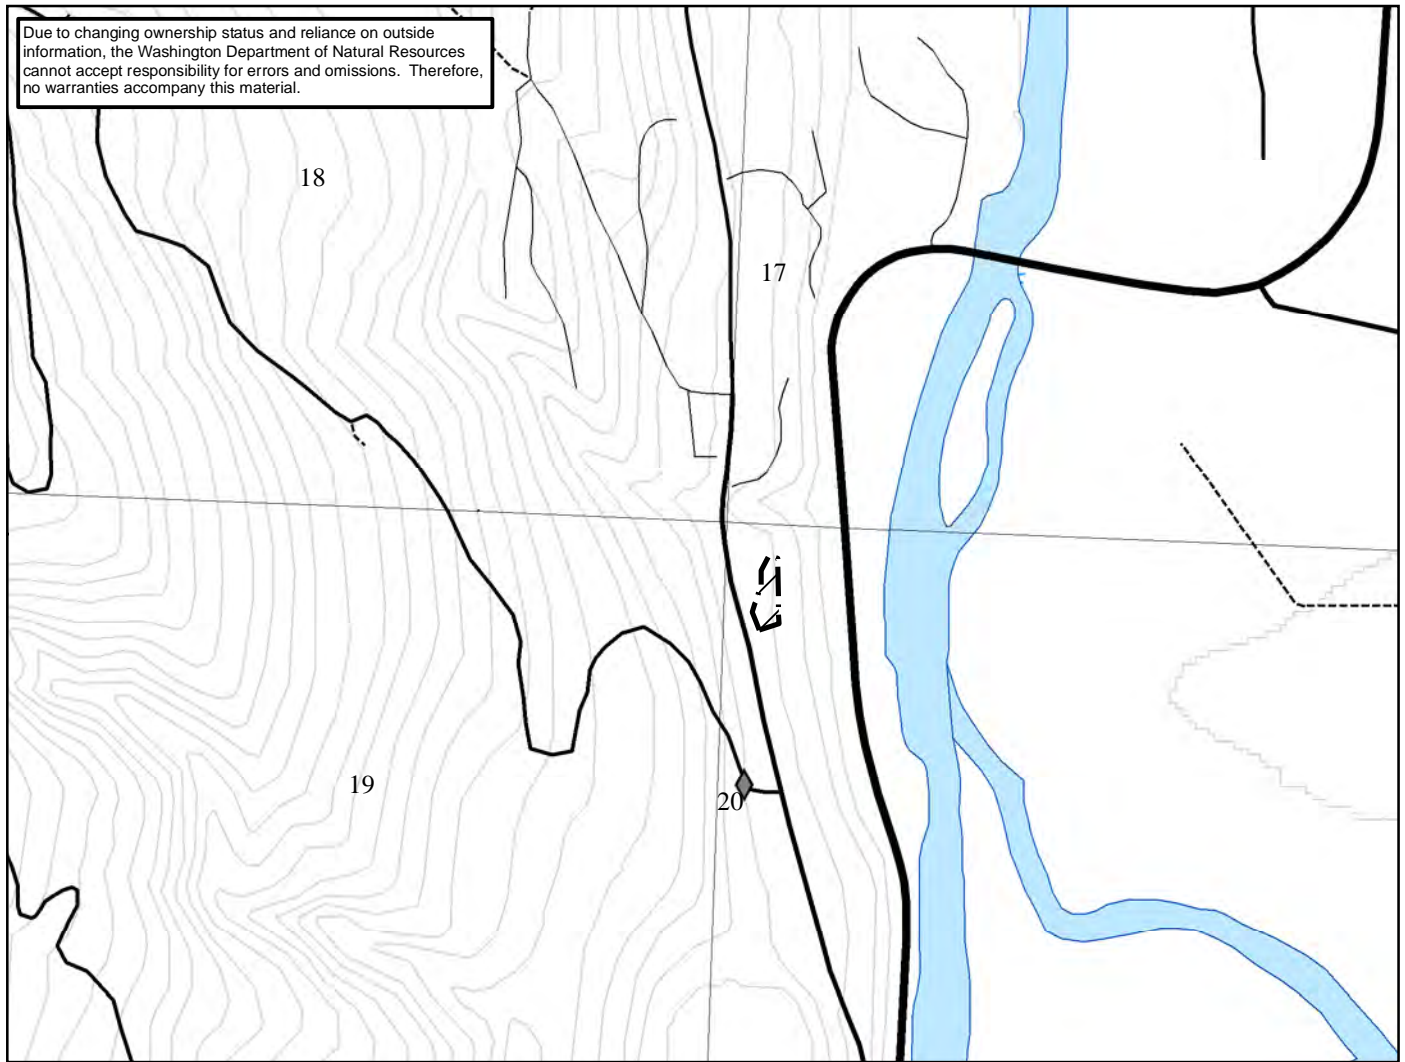 Due to changing ownership status and reliance on outside
information, the Washington Department of Natural Resources
cannot accept responsibility for errors and omissions.  Therefore,
no warranties accompany this material.
18
17
19
20